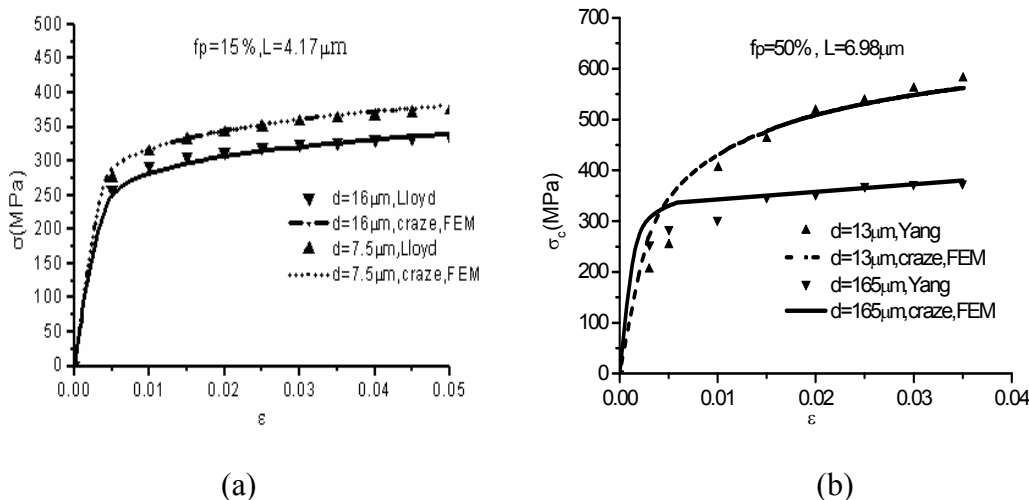 500
450
400
350
300
250
200
150
100
50
0
σ(MPa)
fp=15%,L=4.17μm
d=16μm,Lloyd
d=16μm,craze,FEM
d=7.5μm,Lloyd
d=7.5μm,craze,FEM
0.00 0.01 0.02 0.03 0.04 0.05
ε
(a)
700
600
500
400
300
200
100
0
σc(MPa)
fp=50%, L=6.98μm
d=13μm,Yang
d=13μm,craze,FEM
d=165μm,Yang
d=165μm,craze,FEM
0.00 0.01 0.02 0.03 0.04
ε
(b)